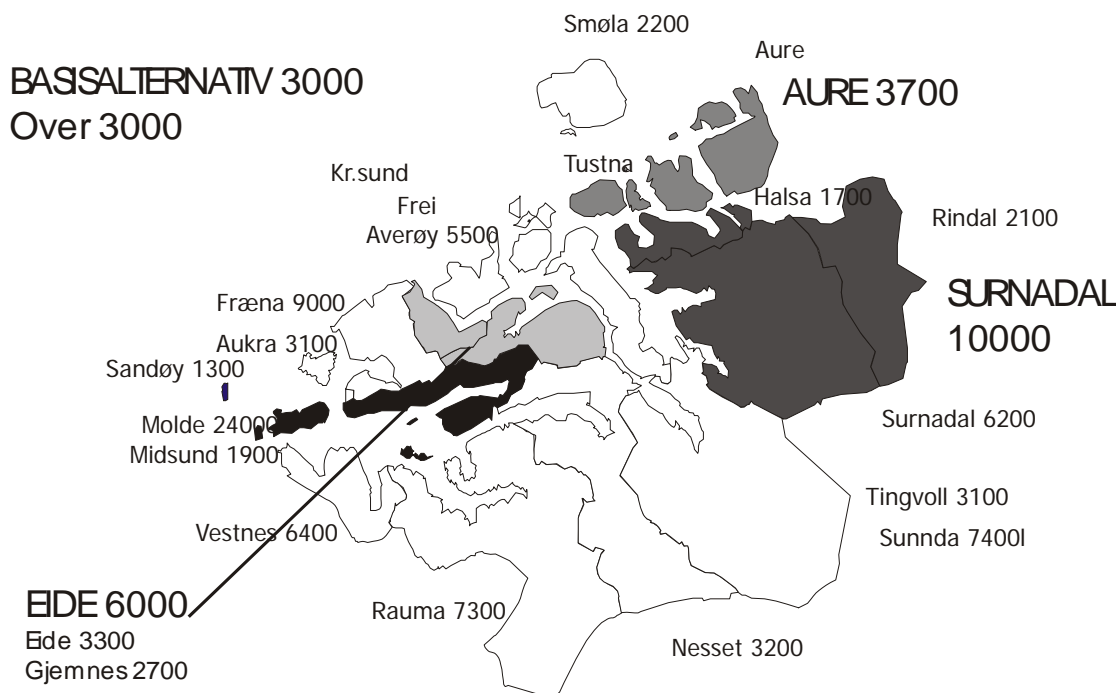 Smøla 2200
Aure
BASISALTERNATIV 3000
Over 3000
AURE 3700
Tustna
Kr.sund
Halsa 1700
Frei
Rindal 2100
Averøy 5500
SURNADAL
10000
Fræna 9000
Aukra 3100
Sandøy 1300
Molde 24000
Surnadal 6200
Midsund 1900
Tingvoll 3100
Vestnes 6400
Sunnda 7400l
EIDE 6000
Rauma 7300
Eide 3300
Nesset 3200
Gjemnes 2700